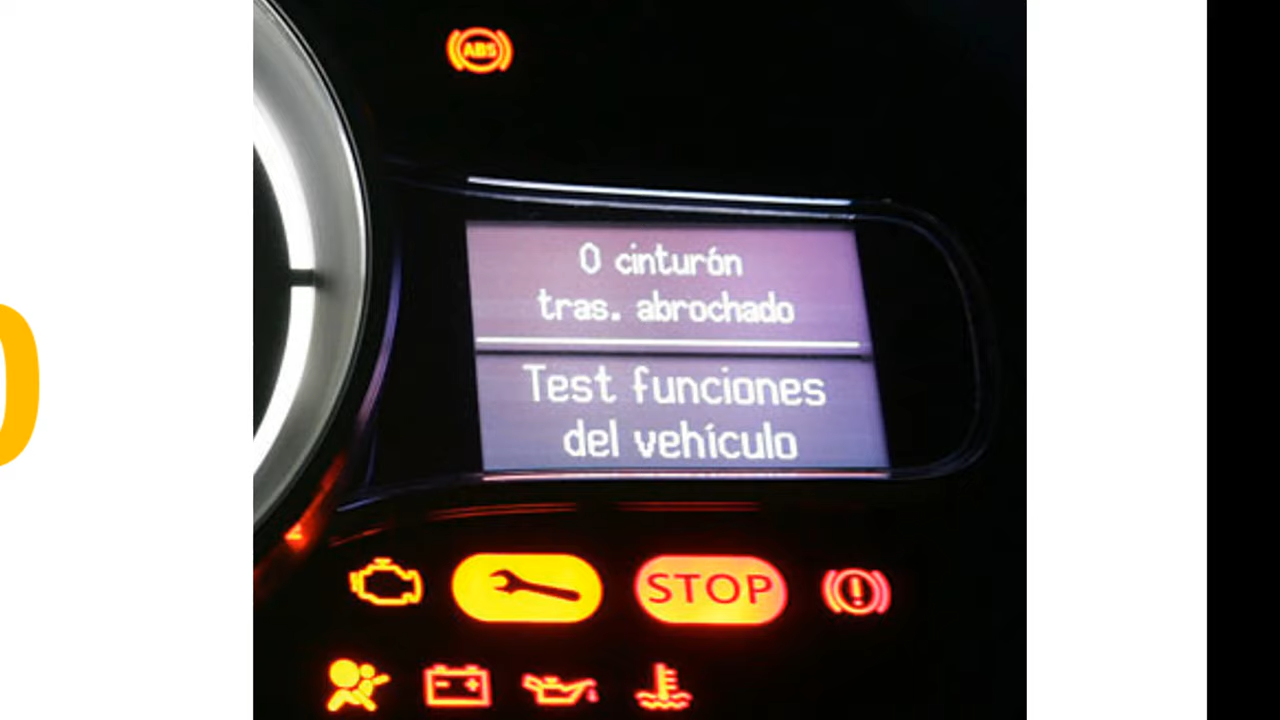 ABS
0 cinturón
tras. abrochado
Test funciones
del vehículo
STOP